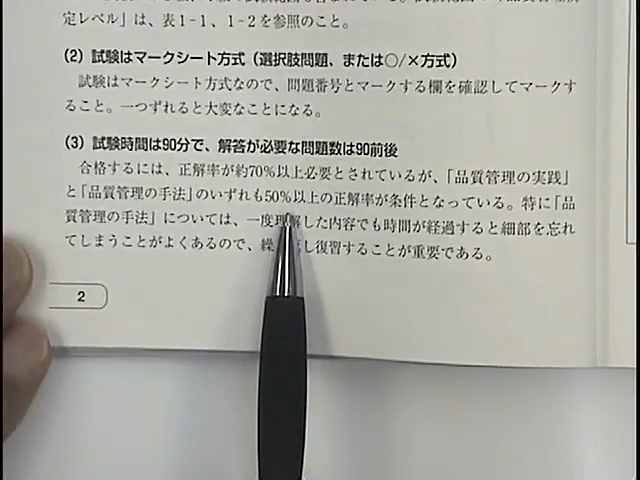 定レベル」は、表1-1、1-2を参照のこと。
(2) 試験はマークシート方式（選択肢問題、または○/×方式）
試験はマークシート方式なので、問題番号とマークする欄を確認してマークす
ること。一つずれると大変なことになる。
(3) 試験時間は90分で、解答が必要な問題数は90前後
合格するには、正解率が約70%以上必要とされているが、「品質管理の実践」
と「品質管理の手法」のいずれも50%以上の正解率が条件となっている。特に「品
質管理の手法」については、一度理解した内容でも時間が経過すると細部を忘れ
てしまうことがよくあるので、繰 し復習することが重要である。
2